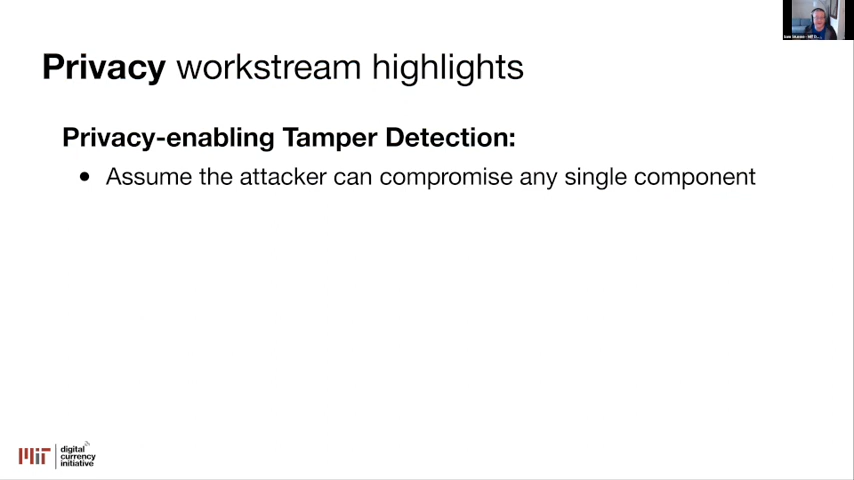 Privacy workstream highlights
Privacy-enabling Tamper Detection:
• Assume the attacker can compromise any single component
MIT
digital
currency
initiative